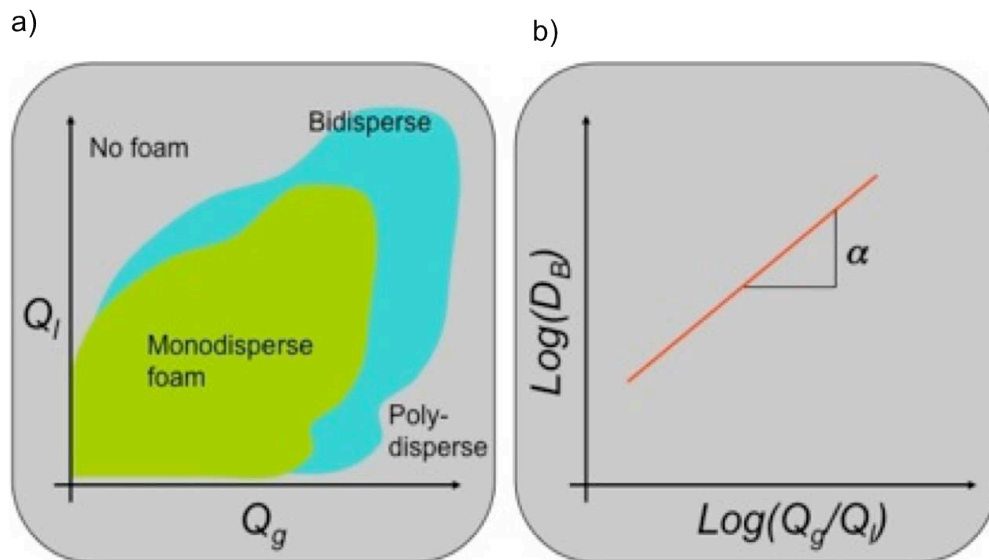 a)
No foam
Bidisperse
Monodisperse
foam
Poly-
disperse
Q_l
Q_g
b)
Log(D_B)
α
Log(Q_g/Q_l)